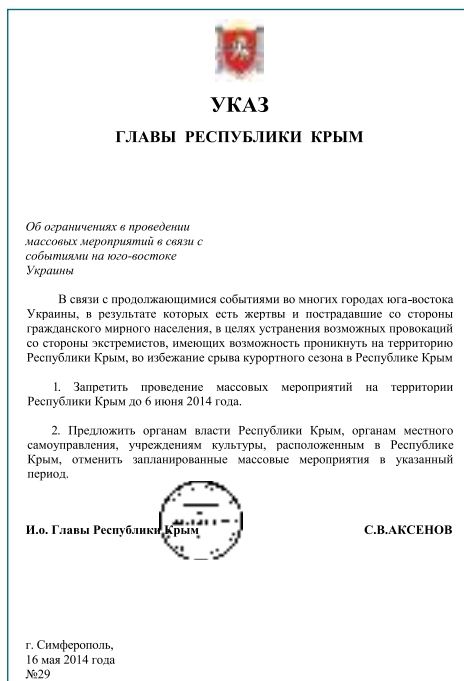 УКАЗ
ГЛАВЫ РЕСПУБЛИКИ КРЫМ
Об ограничениях в проведении
массовых мероприятий в связи с
событиями на юго-востоке
Украины
В связи с продолжающимися событиями во многих городах юга-востока
Украины, в результате которых есть жертвы и пострадавшие со стороны
гражданского мирного населения, в целях устранения возможных провокаций
со стороны экстремистов, имеющих возможность проникнуть на территорию
Республики Крым, во избежание срыва курортного сезона в Республике Крым
1. Запретить проведение массовых мероприятий на территории
Республики Крым до 6 июня 2014 года.
2. Предложить органам власти Республики Крым, органам местного
самоуправления, учреждениям культуры, расположенным в Республике
Крым, отменить запланированные массовые мероприятия в указанный
период.
И.о. Главы Республики Крым С.В.АКСЕНОВ
г. Симферополь,
16 мая 2014 года
№29